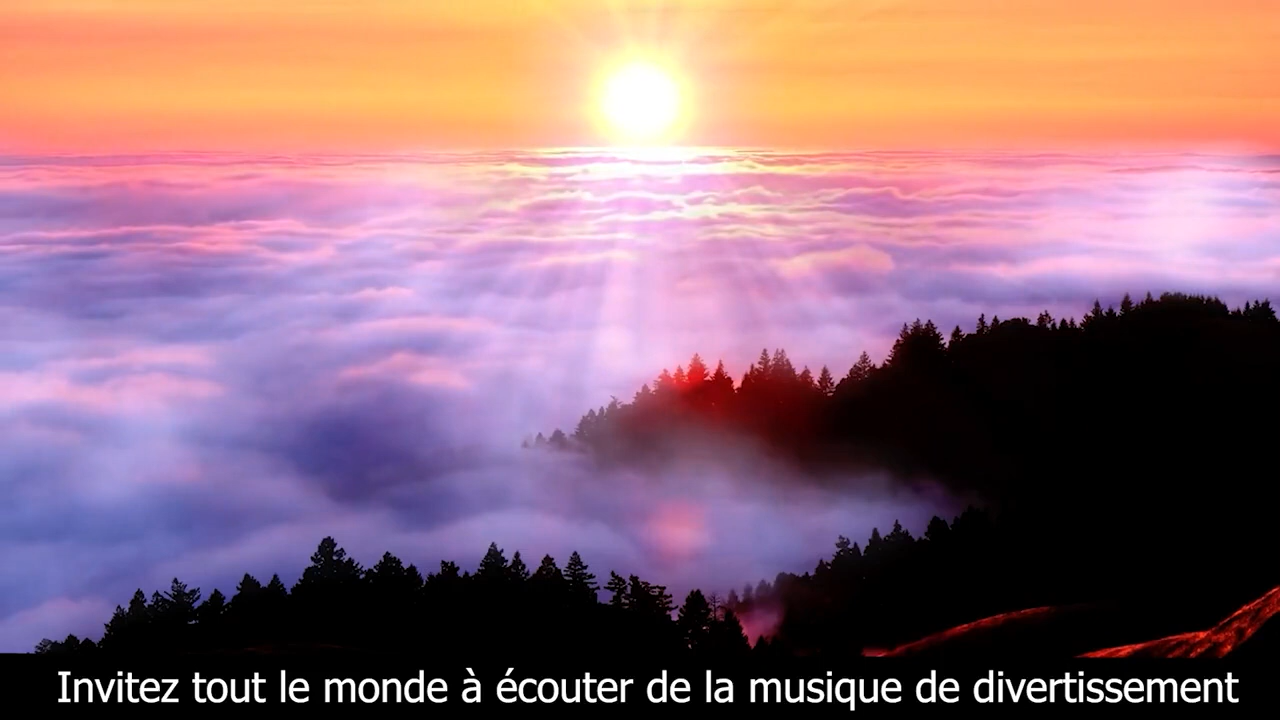 Invitez tout le monde à écouter de la musique de divertissement